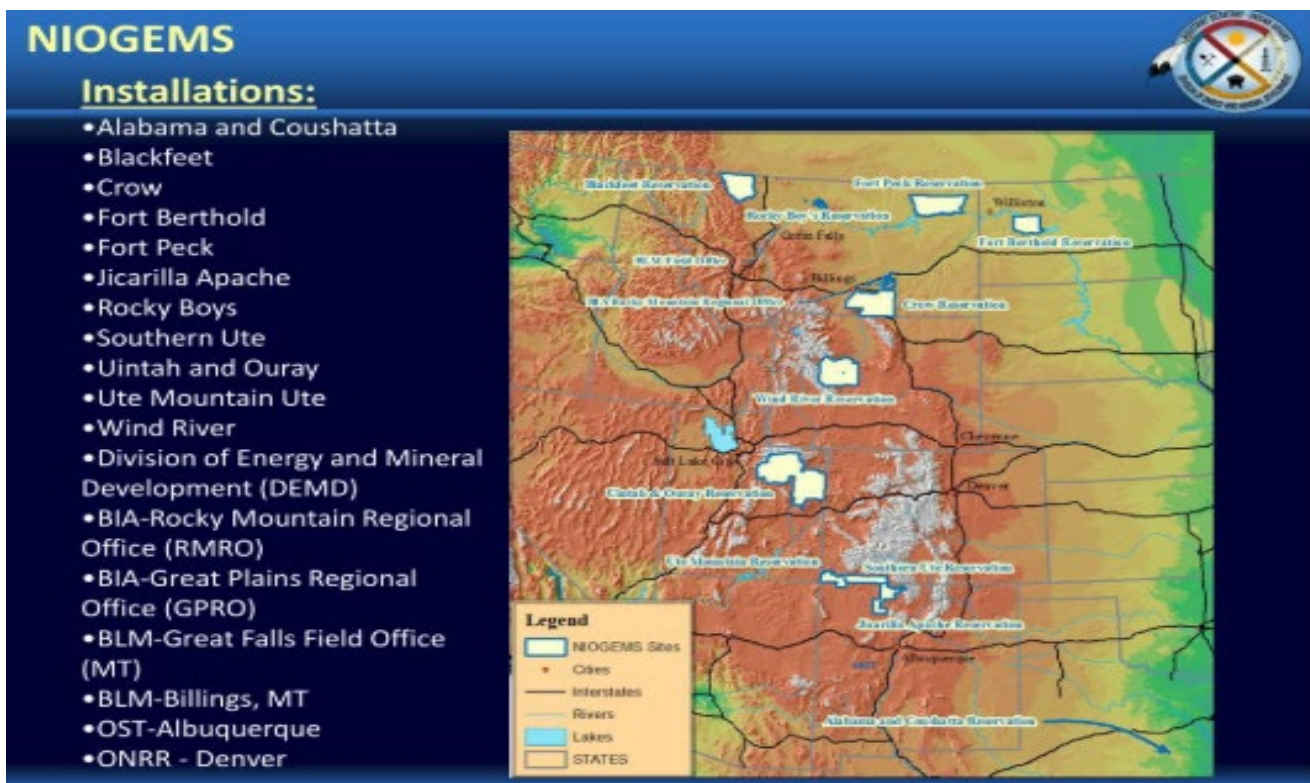 NIOGEMS
Installations:
•Alabama and Coushatta
•Blackfeet
•Crow
•Fort Berthold
•Fort Peck
•Jicarilla Apache
•Rocky Boys
•Southern Ute
•Uintah and Ouray
•Ute Mountain Ute
•Wind River
•Division of Energy and Mineral
Development (DEMD)
•BIA-Rocky Mountain Regional
Office (RMRO)
•BIA-Great Plains Regional
Office (GPRO)
•BLM-Great Falls Field Office
(MT)
•BLM-Billings, MT
•OST-Albuquerque
•ONRR - Denver
Blackfeet Reservation
Fort Peck Reservation
Williston
Rocky Boy's Reservation
Great Falls
Fort Berthold Reservation
BLM Field Office
Billings
BIA Rocky Mountain Regional Office
Crow Reservation
Wind River Reservation
Cheyenne
Salt Lake City
Denver
Uintah & Ouray Reservation
Ute Mountain Reservation
Southern Ute Reservation
Jicarilla Apache Reservation
Albuquerque
Alabama and Coushatta Reservation
Legend
NIOGEMS Sites
Cities
Interstates
Rivers
Lakes
STATES